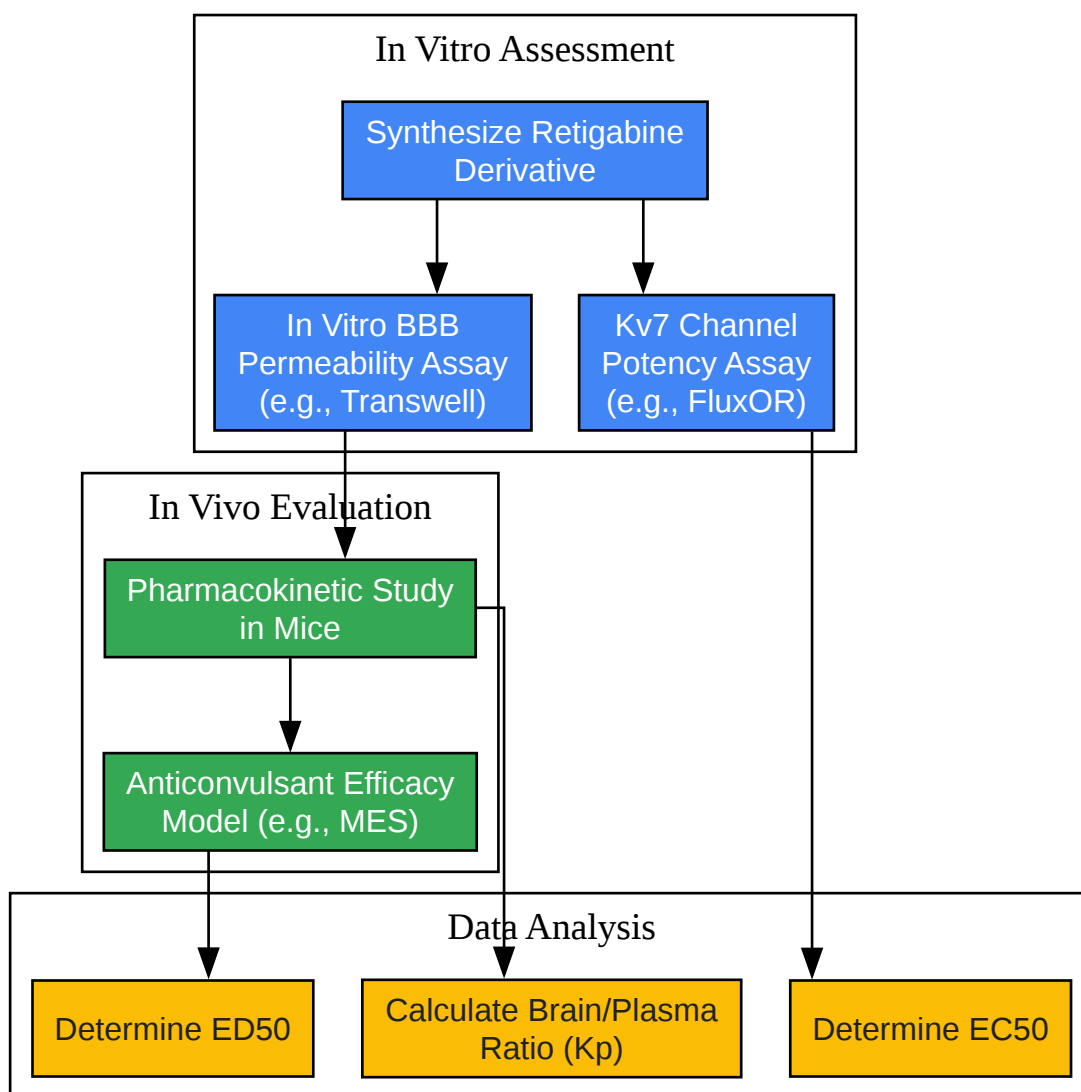 In Vitro Assessment
Synthesize Retigabine
Derivative
In Vitro BBB
Permeability Assay
(e.g., Transwell)
Kv7 Channel
Potency Assay
(e.g., FluxOR)
In Vivo Evaluation
Pharmacokinetic Study
in Mice
Anticonvulsant Efficacy
Model (e.g., MES)
Data Analysis
Determine ED50
Calculate Brain/Plasma
Ratio (Kp)
Determine EC50